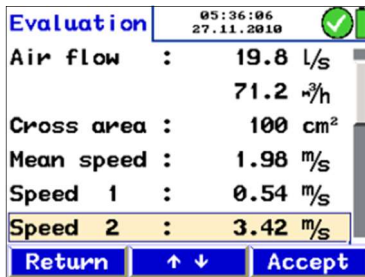 Evaluation 05:36:06
27.11.2010
Air flow : 19.8 l/s
71.2 m³/h
Cross area : 100 cm²
Mean speed : 1.98 m/s
Speed 1 : 0.54 m/s
Speed 2 : 3.42 m/s
Return ↑ ↓ Accept